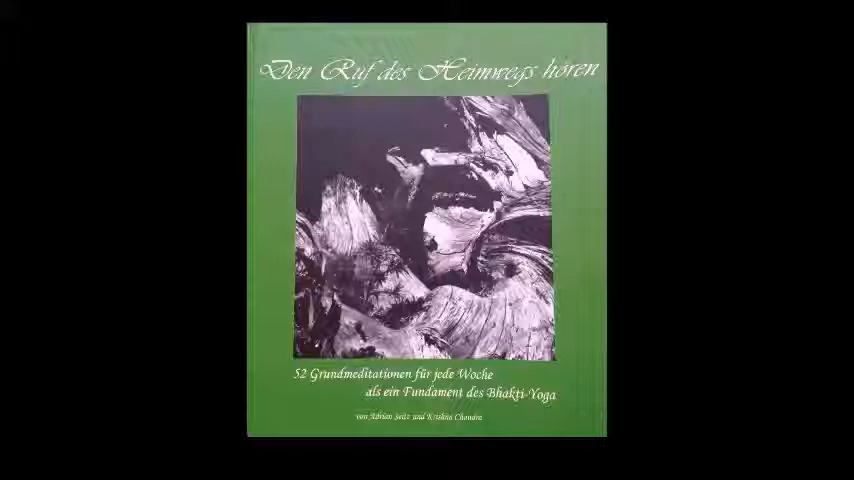 Den Ruf des Heimwegs hören
52 Grundmeditationen für jede Woche
als ein Fundament des Bhakti-Yoga
von Adrian Seitz und Krishna Chandra